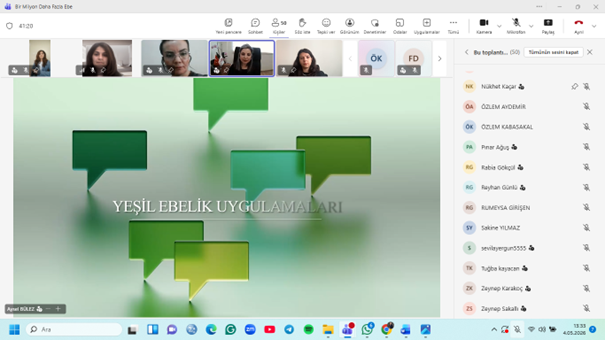 Bir Milyon Daha Fazla Ebe
41:20
Yeni pencere
Sohbet
50
Kişiler
Söz iste
Tepki ver
Görünüm
Denetimler
Odalar
Uygulamalar
Tümü
Kamera
Mikrofon
Paylaş
Ayrıl
ÖK
FD
YEŞİL EBELİK UYGULAMALARI
Aysel BÜLEZ
Bu toplantı... (50)
Tümünün sesini kapat
NK Nükhet Kaçar
ÖA ÖZLEM AYDEMİR
ÖK ÖZLEM KABASAKAL
PA Pınar Ağuş
RG Rabia Gökçül
RG Reyhan Günlü
RG RUMEYSA GİRİŞEN
SY Sakine YILMAZ
S sevilayergun5555
TK Tuğba kayacan
ZK Zeynep Karakoç
ZS Zeynep Sakallı
Ara
13:33
4.05.2026